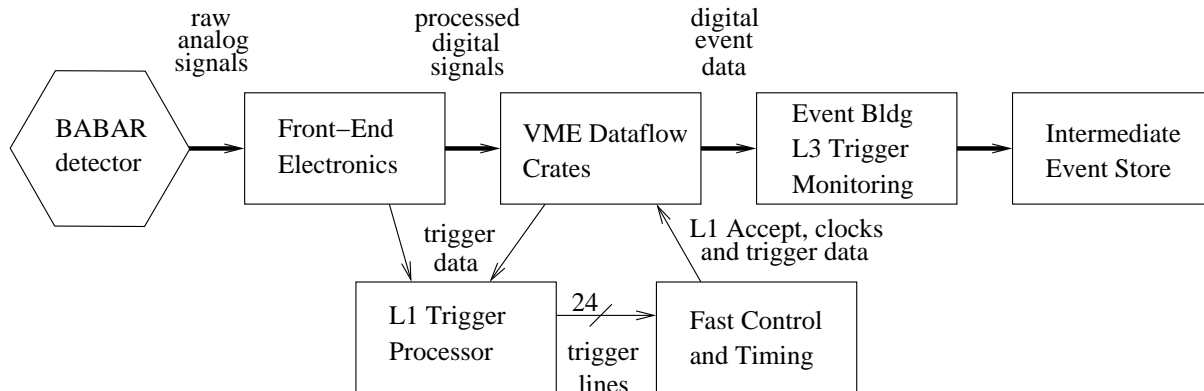 raw
analog
signals
processed
digital
signals
digital
event
data
BABAR
detector
Front−End
Electronics
VME Dataflow
Crates
Event Bldg
L3 Trigger
Monitoring
Intermediate
Event Store
trigger
data
L1 Accept, clocks
and trigger data
L1 Trigger
Processor
24
trigger
lines
Fast Control
and Timing